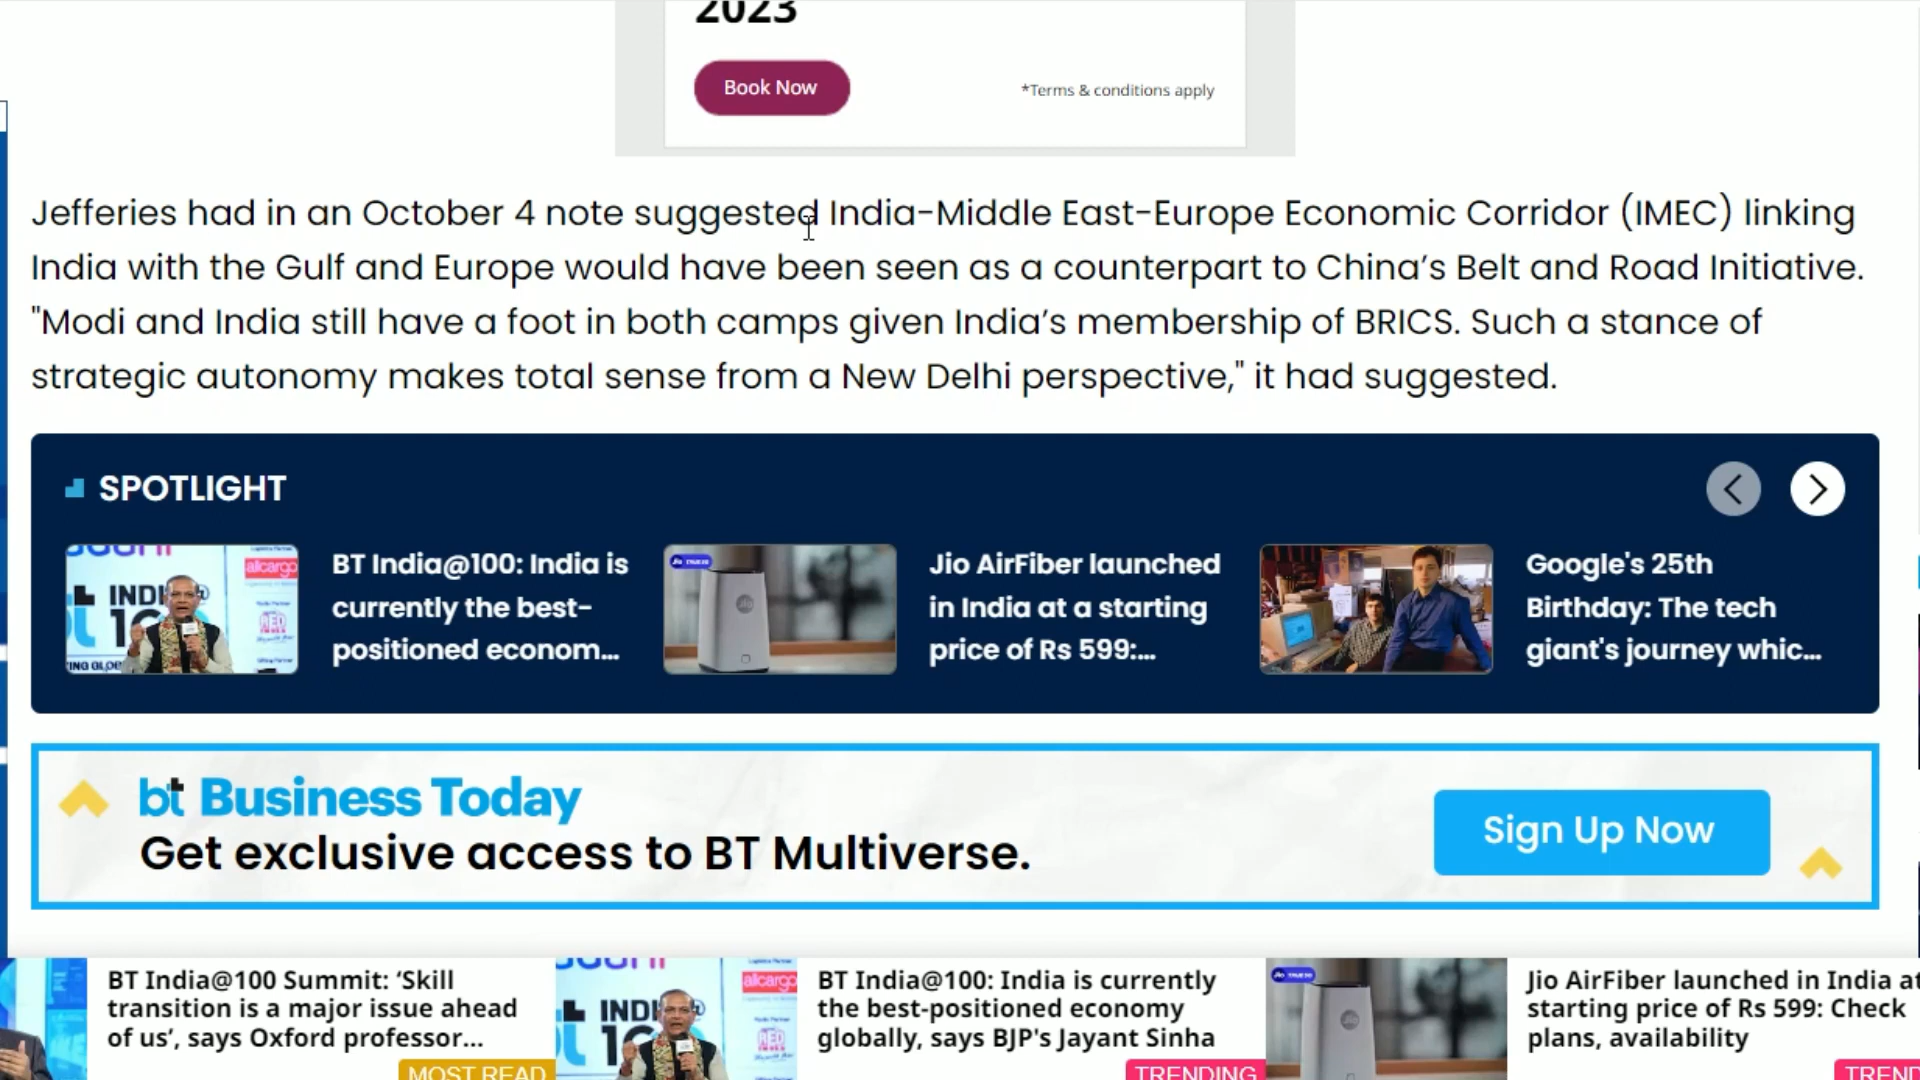 2023
Book Now
*Terms & conditions apply
Jefferies had in an October 4 note suggested India-Middle East-Europe Economic Corridor (IMEC) linking
India with the Gulf and Europe would have been seen as a counterpart to China’s Belt and Road Initiative.
"Modi and India still have a foot in both camps given India’s membership of BRICS. Such a stance of
strategic autonomy makes total sense from a New Delhi perspective," it had suggested.
SPOTLIGHT
allcargo
RED
BT India@100: India is
currently the best-
positioned econom...
Jio
Jio AirFiber launched
in India at a starting
price of Rs 599:...
Google's 25th
Birthday: The tech
giant's journey whic...
bt Business Today
Get exclusive access to BT Multiverse.
Sign Up Now
BT India@100 Summit: ‘Skill
transition is a major issue ahead
of us’, says Oxford professor...
MOST READ
allcargo
RED
BT India@100: India is currently
the best-positioned economy
globally, says BJP's Jayant Sinha
TRENDING
Jio
Jio AirFiber launched in India at
starting price of Rs 599: Check
plans, availability
TREND